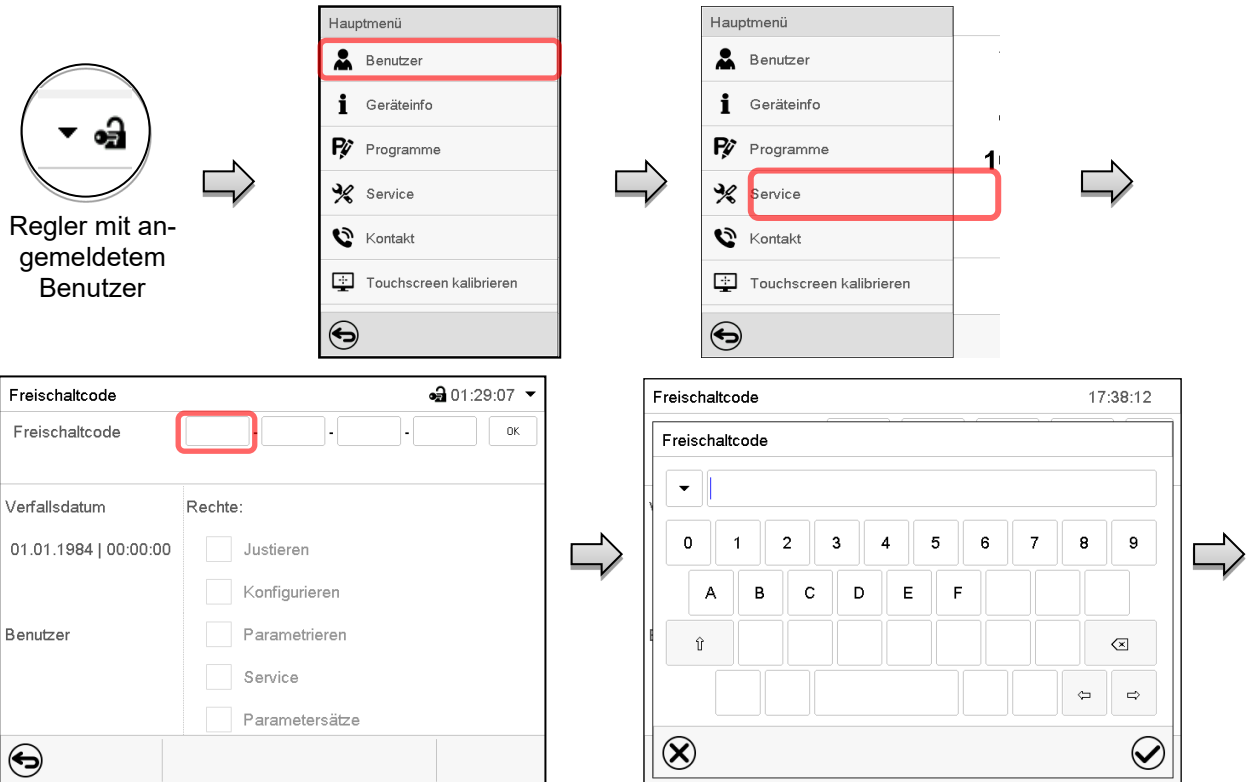 Regler mit an-
gemeldetem
Benutzer
Hauptmenü
Benutzer
Geräteinfo
Programme
Service
Kontakt
Touchscreen kalibrieren
Hauptmenü
Benutzer
Geräteinfo
Programme
Service
Kontakt
Touchscreen kalibrieren
Freischaltcode 01:29:07
Freischaltcode - - - OK
Verfallsdatum Rechte:
01.01.1984 | 00:00:00 Justieren
Konfigurieren
Benutzer Parametrieren
Service
Parametersätze
Freischaltcode 17:38:12
Freischaltcode
0 1 2 3 4 5 6 7 8 9
A B C D E F